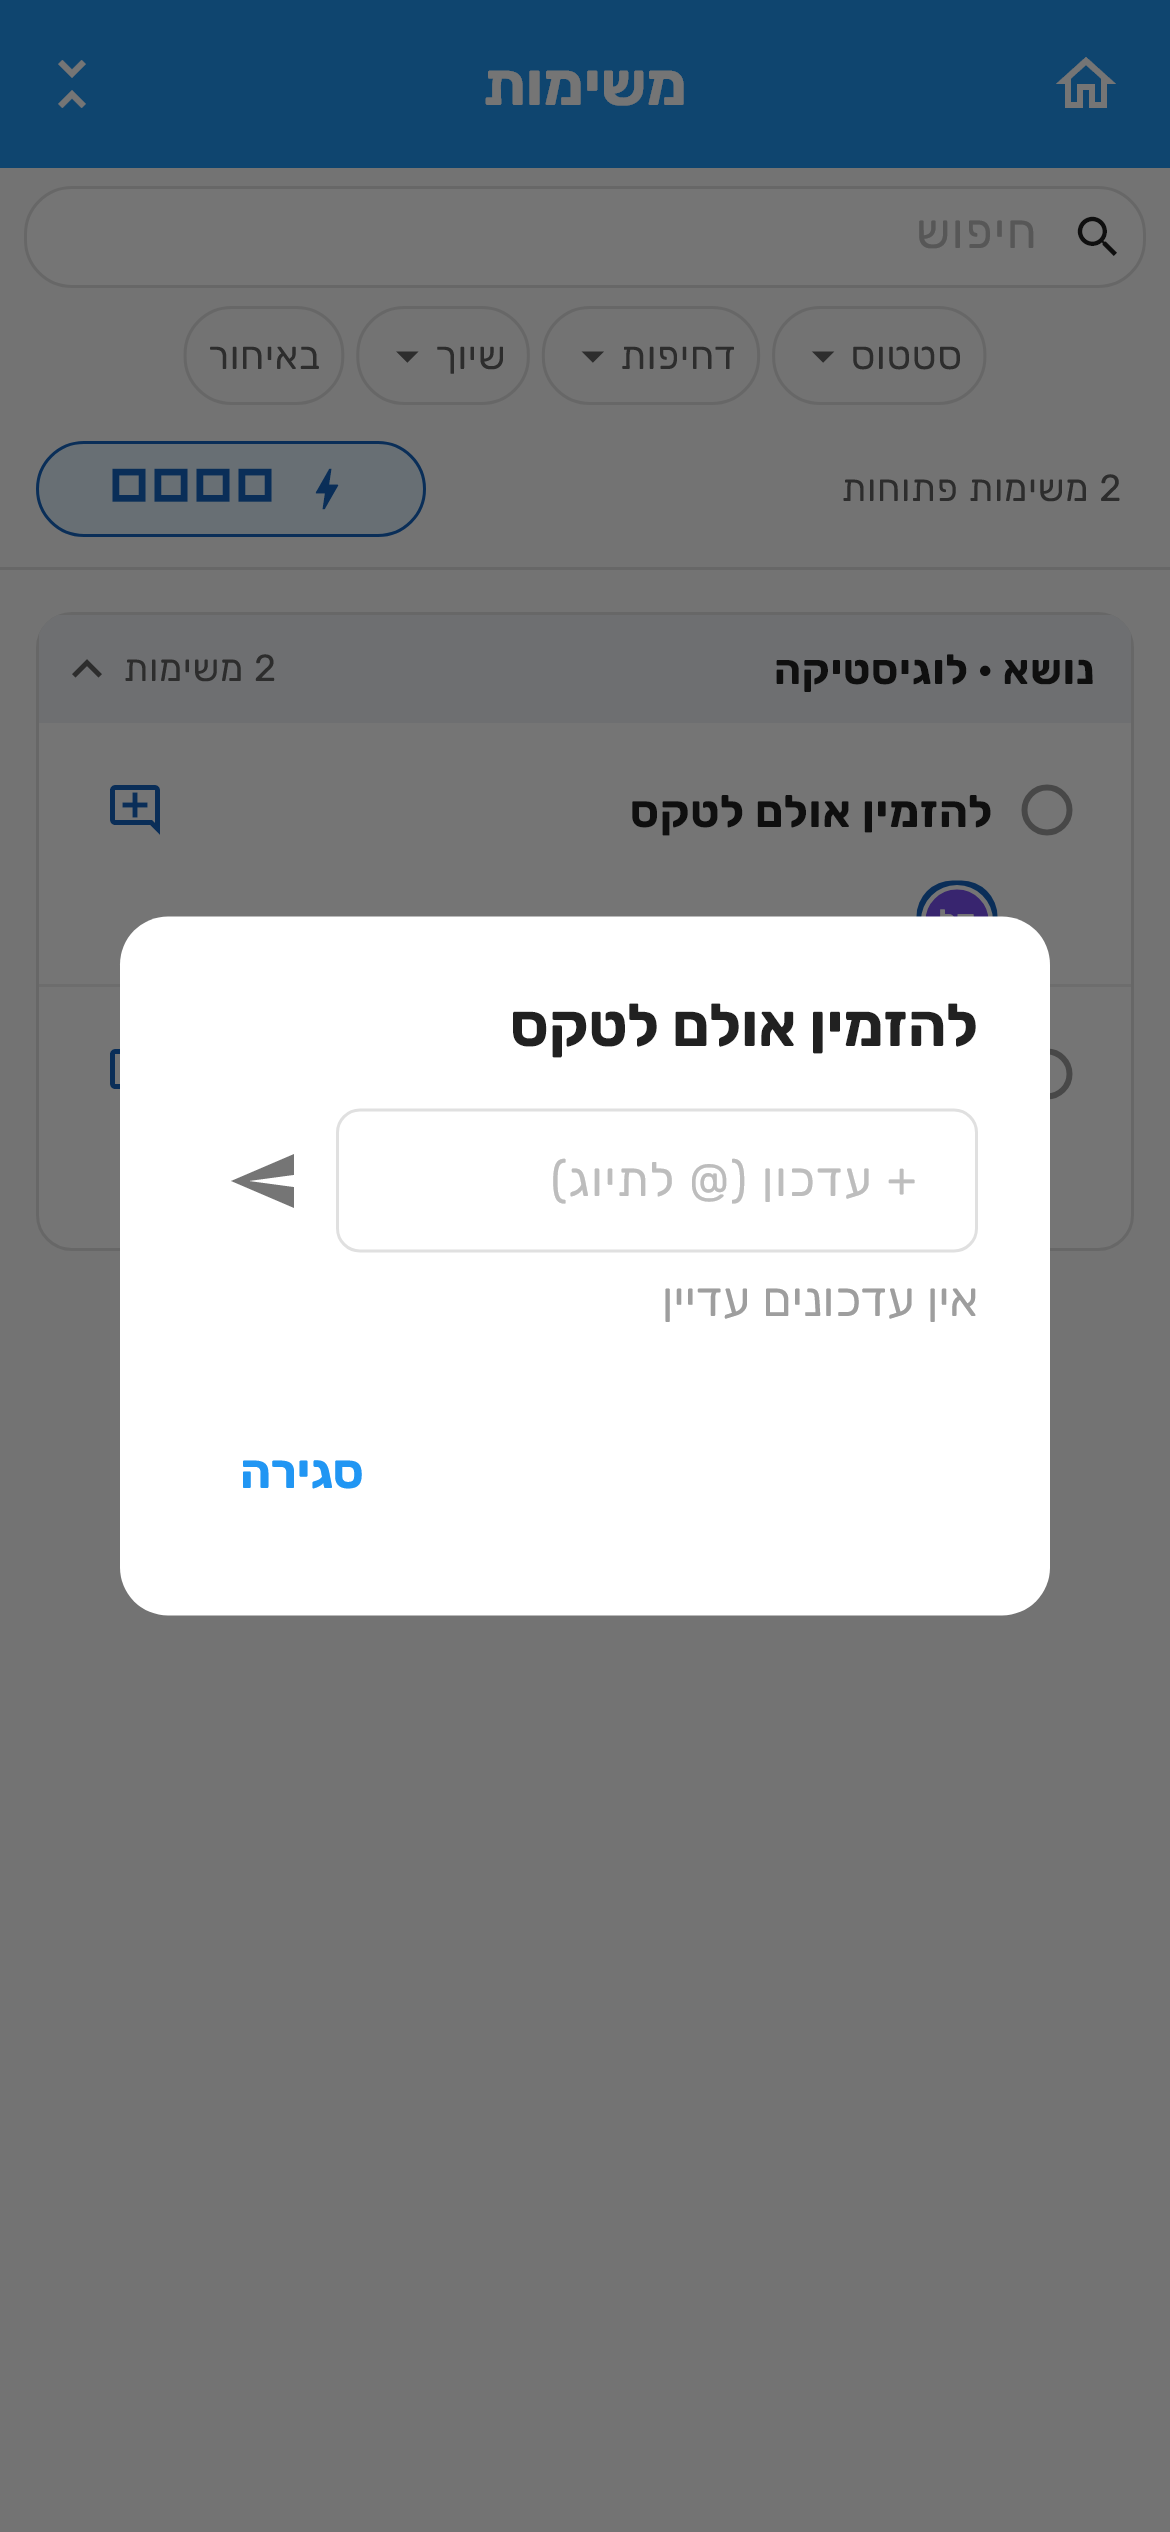 משימות
חיפוש
סטטוס דחיפות שיוך באיחור
2 משימות פתוחות
נושא • לוגיסטיקה 2 משימות
להזמין אולם לטקס
להזמין אולם לטקס
+ עדכון (@ לתיוג)
אין עדכונים עדיין
סגירה